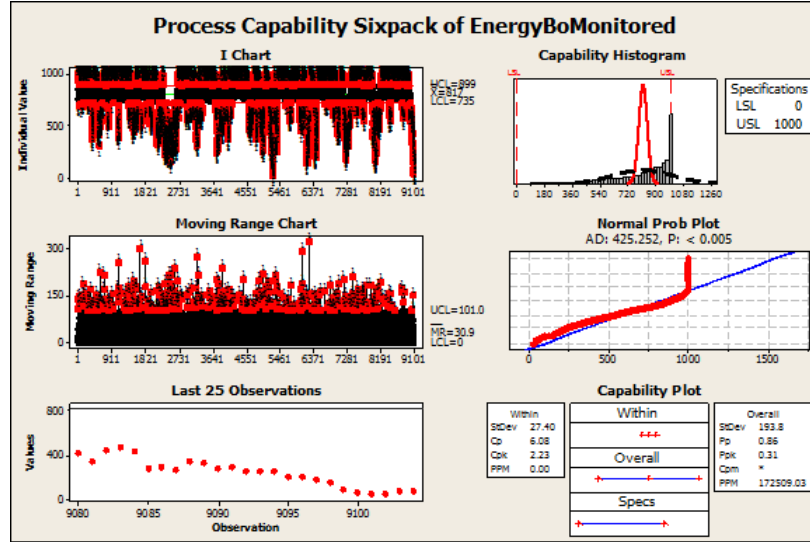 Process Capability Sixpack of EnergyBoMonitored
I Chart
Individual Value
1000
500
0
UCL=899
X=817
LCL=735
1 911 1821 2731 3641 4551 5461 6371 7281 8191 9101
Capability Histogram
LSL USL
0 180 360 540 720 900 1080 1260
Specifications
LSL 0
USL 1000
Moving Range Chart
Moving Range
300
150
0
UCL=101.0
MR=30.9
LCL=0
1 911 1821 2731 3641 4551 5461 6371 7281 8191 9101
Normal Prob Plot
AD: 425.252, P: < 0.005
0 500 1000 1500
Last 25 Observations
Values
800
400
0
9080 9085 9090 9095 9100
Observation
Capability Plot
Within
StDev 27.40
Cp 6.08
Cpk 2.23
PPM 0.00
Within
Overall
Specs
Overall
StDev 193.8
Pp 0.86
Ppk 0.31
Cpm *
PPM 172509.03